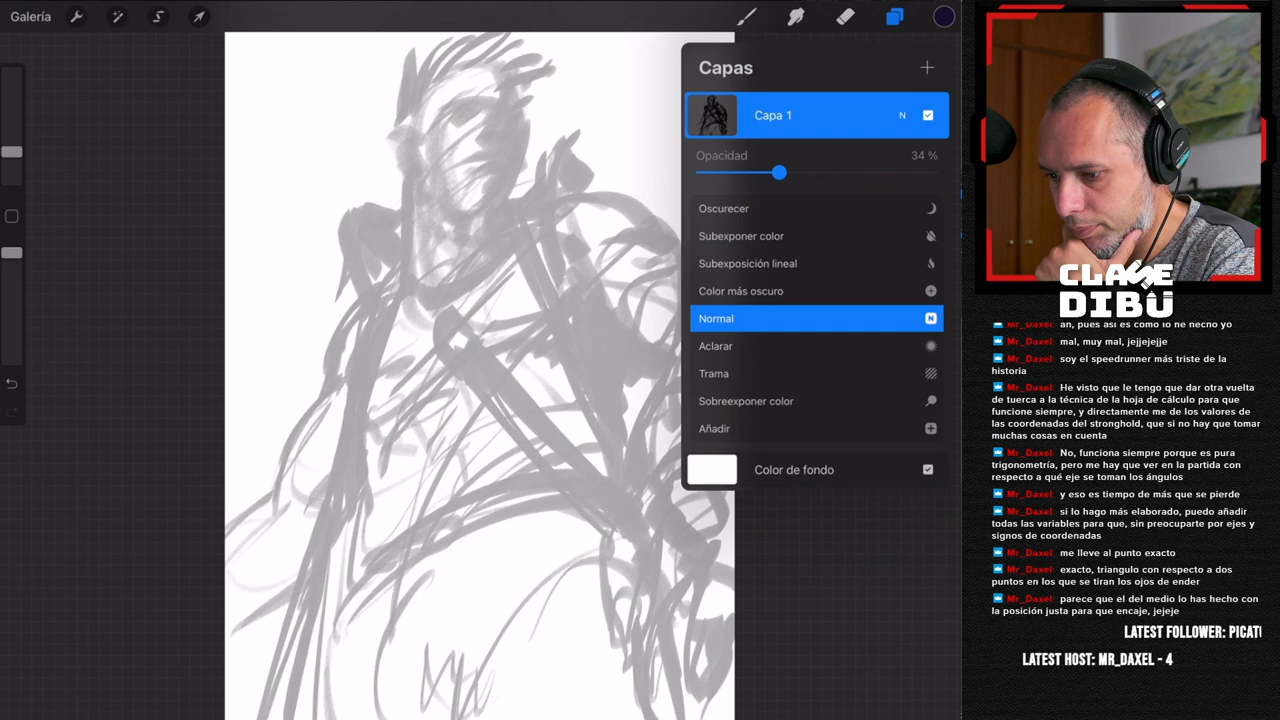 Galería
Capas
Capa 1
N
Opacidad
34 %
Oscurecer
Subexponer color
Subexposición lineal
Color más oscuro
Normal
N
Aclarar
Trama
Sobreexponer color
Añadir
Color de fondo
CLASE
DIBU
Mr_Daxel: ah, pues así es como lo he hecho yo
Mr_Daxel: mal, muy mal, jejjejejje
Mr_Daxel: soy el speedrunner más triste de la
historia
Mr_Daxel: He visto que le tengo que dar otra vuelta
de tuerca a la técnica de la hoja de cálculo para que
funcione siempre, y directamente me de los valores de
las coordenadas del stronghold, que si no hay que tomar
muchas cosas en cuenta
Mr_Daxel: No, funciona siempre porque es pura
trigonometría, pero me hay que ver en la partida con
respecto a qué eje se toman los ángulos
Mr_Daxel: y eso es tiempo de más que se pierde
Mr_Daxel: si lo hago más elaborado, puedo añadir
todas las variables para que, sin preocuparte por ejes y
signos de coordenadas
Mr_Daxel: me lleve al punto exacto
Mr_Daxel: exacto, triangulo con respecto a dos
puntos en los que se tiran los ojos de ender
Mr_Daxel: parece que el del medio lo has hecho con
la posición justa para que encaje, jejeje
LATEST FOLLOWER: PICAT
LATEST HOST: MR_DAXEL - 4